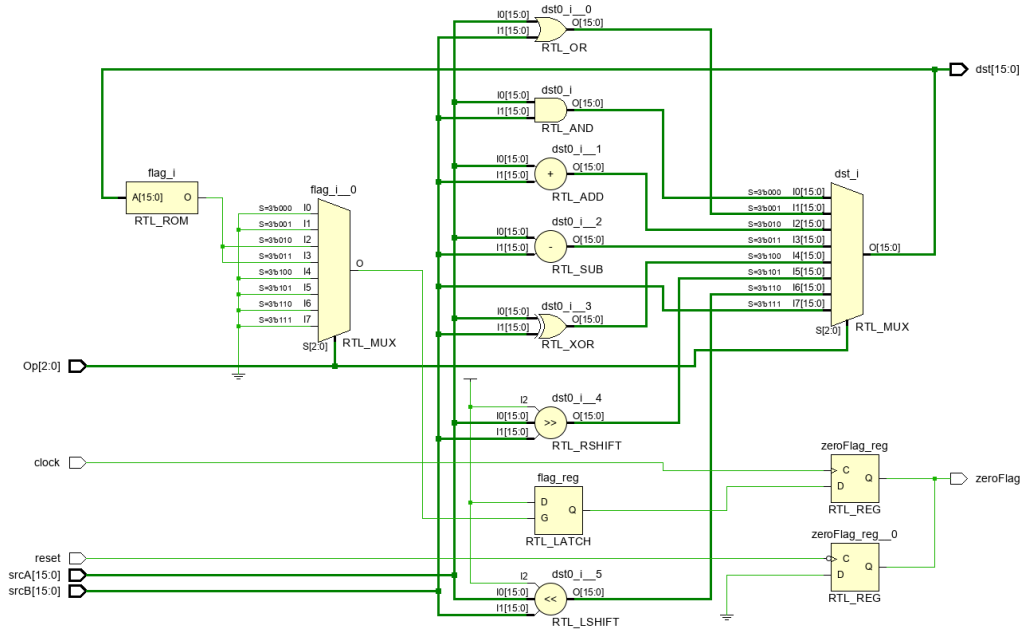 dst0_i__0
I0[15:0]
I1[15:0]
O[15:0]
RTL_OR
dst[15:0]
dst0_i
I0[15:0]
I1[15:0]
O[15:0]
RTL_AND
dst0_i__1
I0[15:0]
I1[15:0]
+
O[15:0]
RTL_ADD
flag_i
A[15:0] O
RTL_ROM
flag_i__0
S=3'b000 I0
S=3'b001 I1
S=3'b010 I2
S=3'b011 I3
S=3'b100 I4
S=3'b101 I5
S=3'b110 I6
S=3'b111 I7
O
S[2:0]
RTL_MUX
dst_i
S=3'b000 I0[15:0]
S=3'b001 I1[15:0]
S=3'b010 I2[15:0]
S=3'b011 I3[15:0]
S=3'b100 I4[15:0]
S=3'b101 I5[15:0]
S=3'b110 I6[15:0]
S=3'b111 I7[15:0]
O[15:0]
S[2:0]
RTL_MUX
dst0_i__2
I0[15:0]
I1[15:0]
-
O[15:0]
RTL_SUB
dst0_i__3
I0[15:0]
I1[15:0]
O[15:0]
RTL_XOR
Op[2:0]
dst0_i__4
I2
I0[15:0]
I1[15:0]
>>
O[15:0]
RTL_RSHIFT
clock
zeroFlag_reg
C
D
Q
RTL_REG
zeroFlag
flag_reg
D
G
Q
RTL_LATCH
zeroFlag_reg__0
C
D
Q
RTL_REG
reset
srcA[15:0]
srcB[15:0]
dst0_i__5
I2
I0[15:0]
I1[15:0]
<<
O[15:0]
RTL_LSHIFT